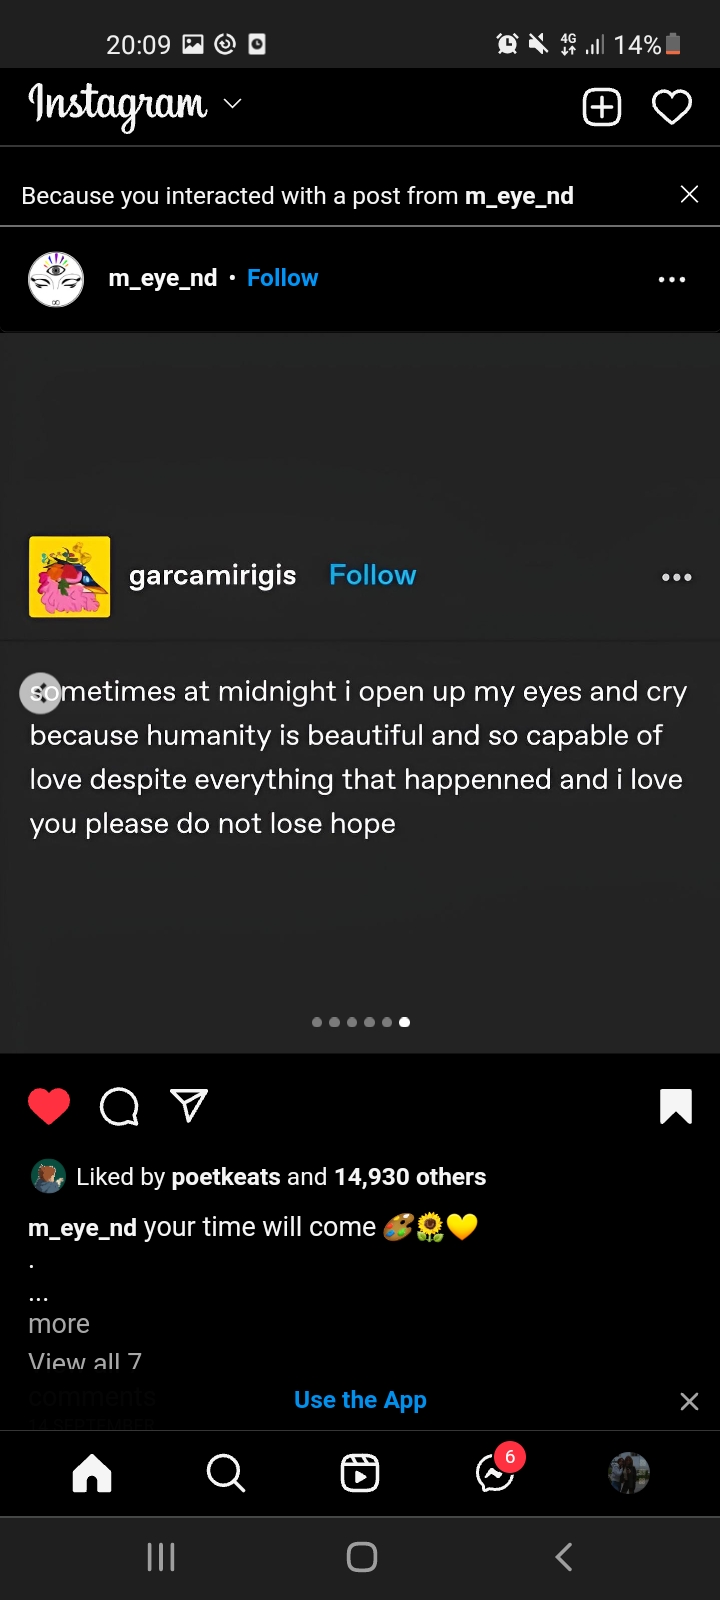 20:09 4G 14%
Instagram
Because you interacted with a post from m_eye_nd
m_eye_nd • Follow
garcamirigis Follow
sometimes at midnight i open up my eyes and cry
because humanity is beautiful and so capable of
love despite everything that happenned and i love
you please do not lose hope
Liked by poetkeats and 14,930 others
m_eye_nd your time will come 🎨🌻💛
.
...
more
View all 7
comments
Use the App
14 SEPTEMBER
6